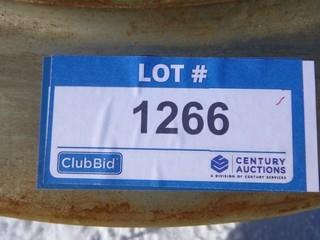 LOT #
1266
ClubBid
CENTURY
AUCTIONS
A DIVISION OF CENTURY SERVICES